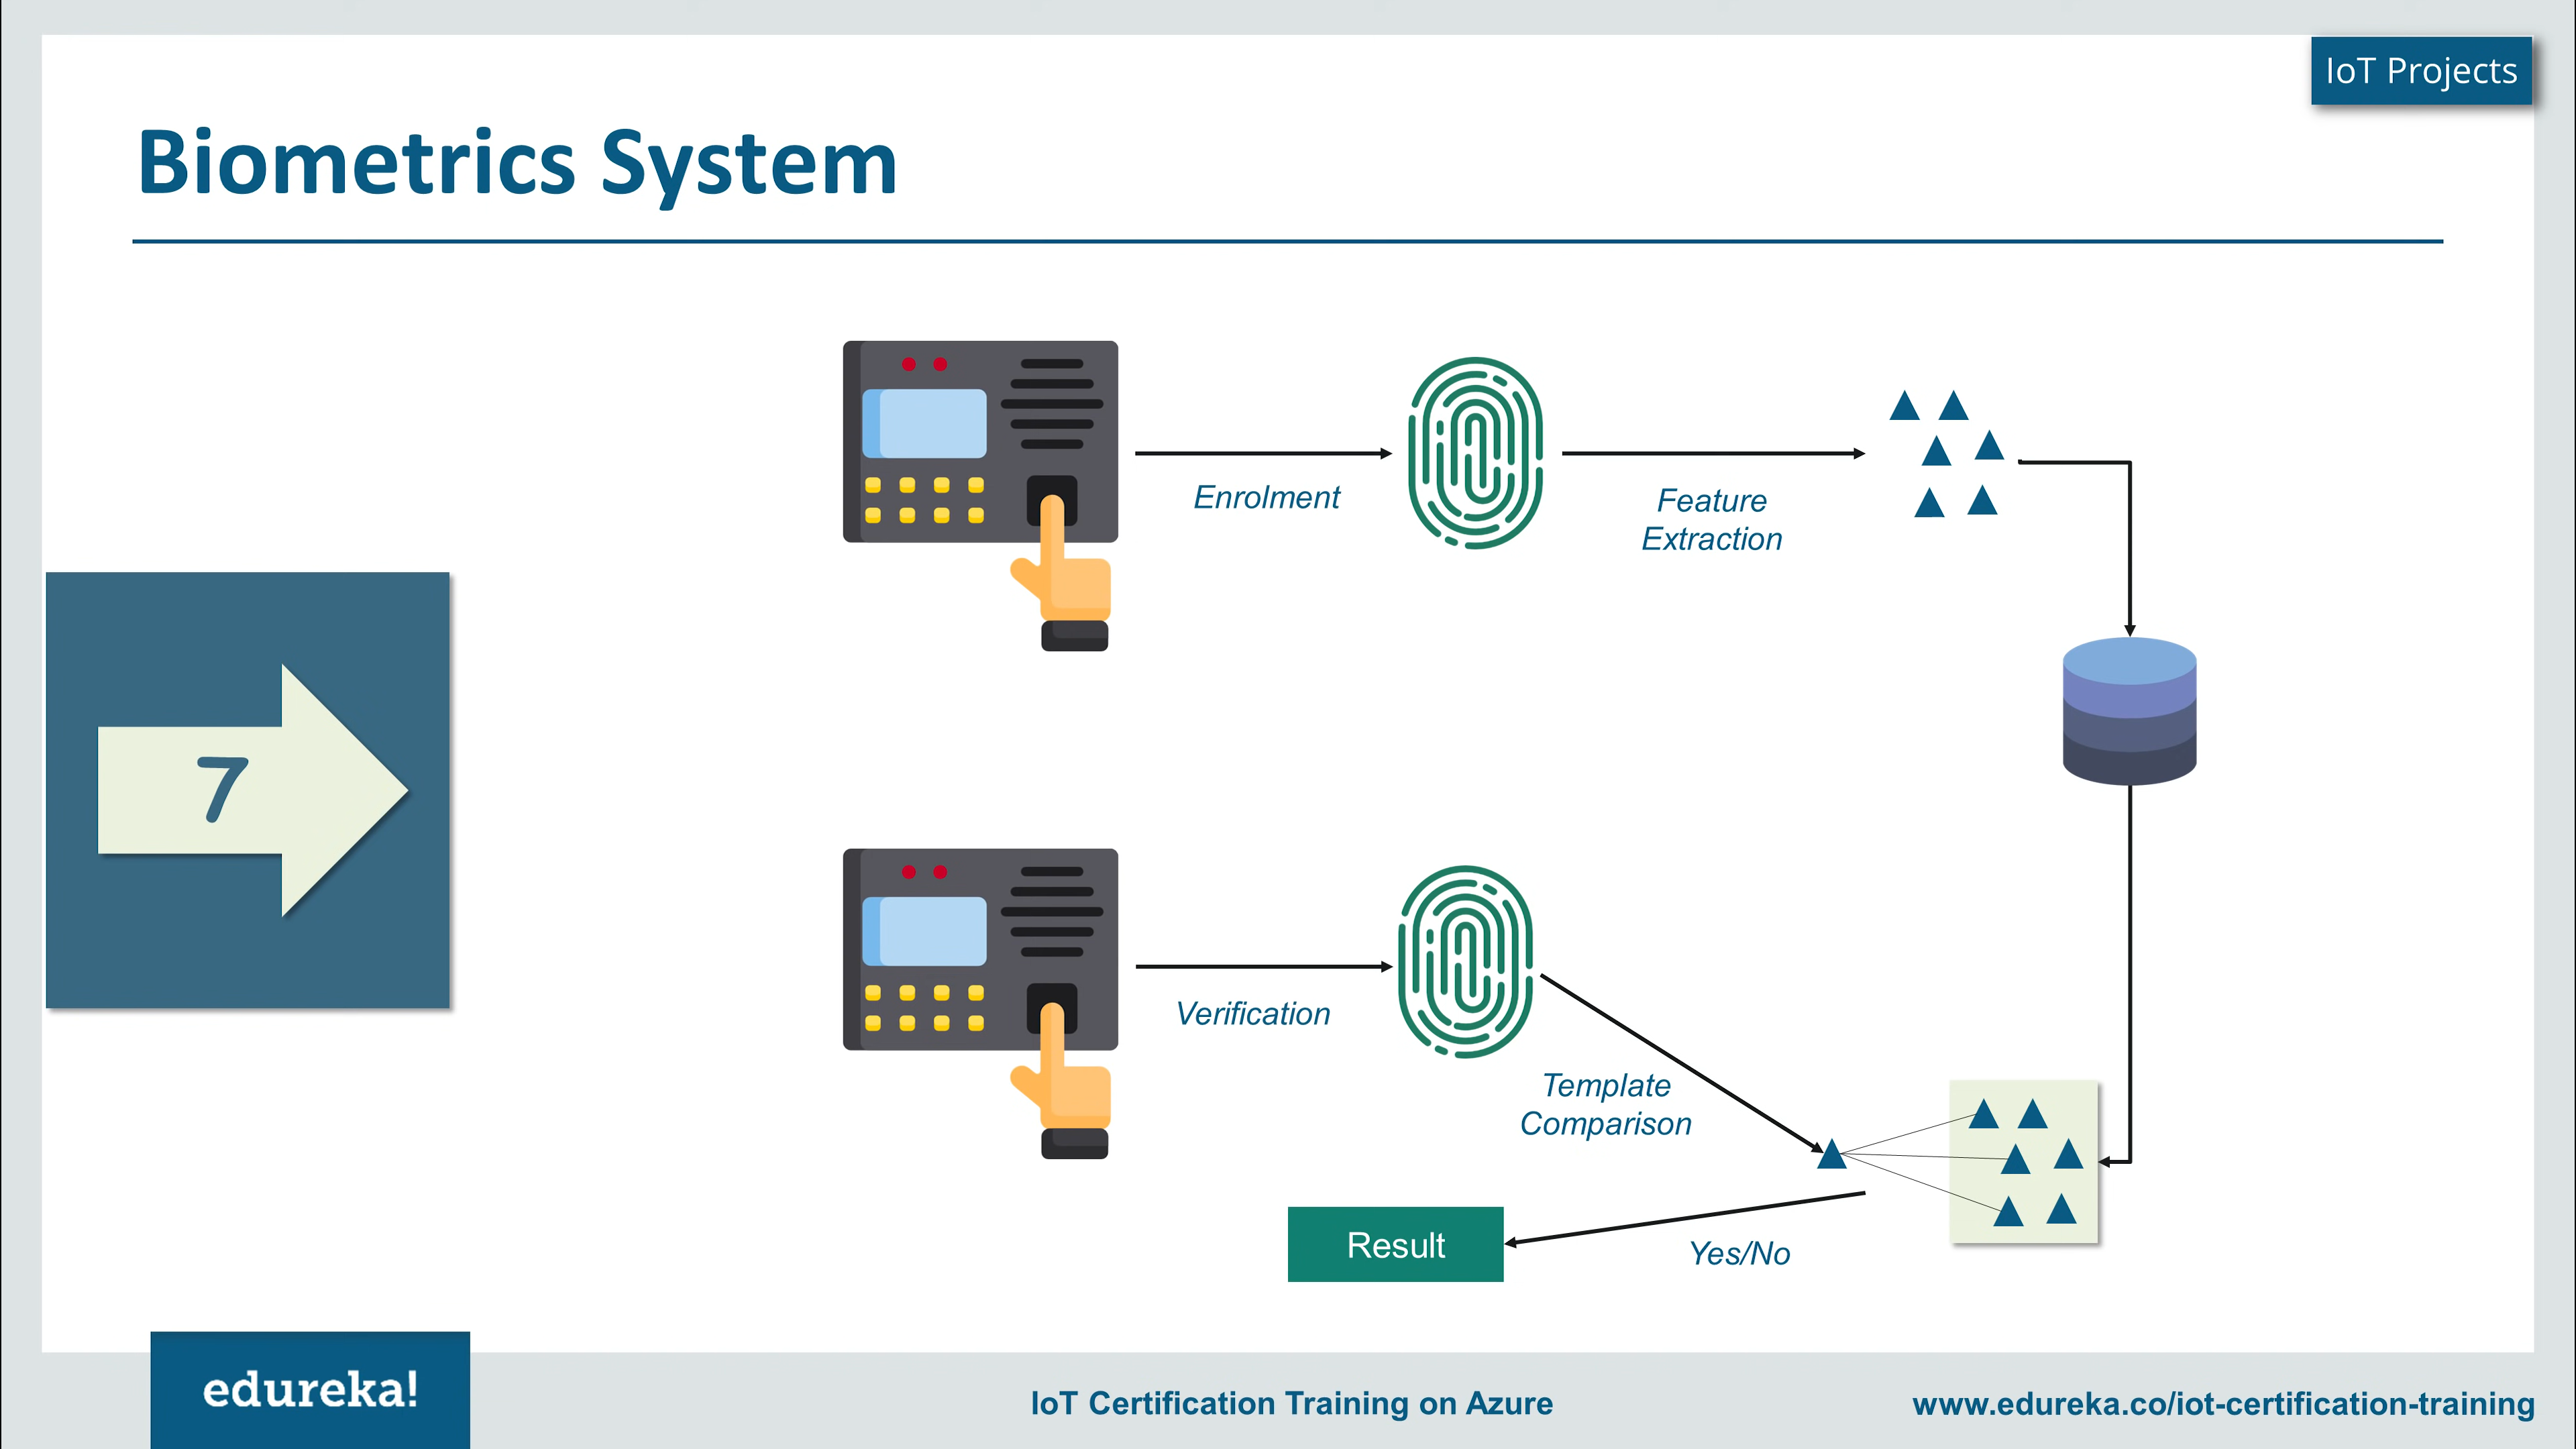 IoT Projects
Biometrics System
Enrolment
Feature
Extraction
7
Verification
Template
Comparison
Result
Yes/No
edureka!
IoT Certification Training on Azure
www.edureka.co/iot-certification-training